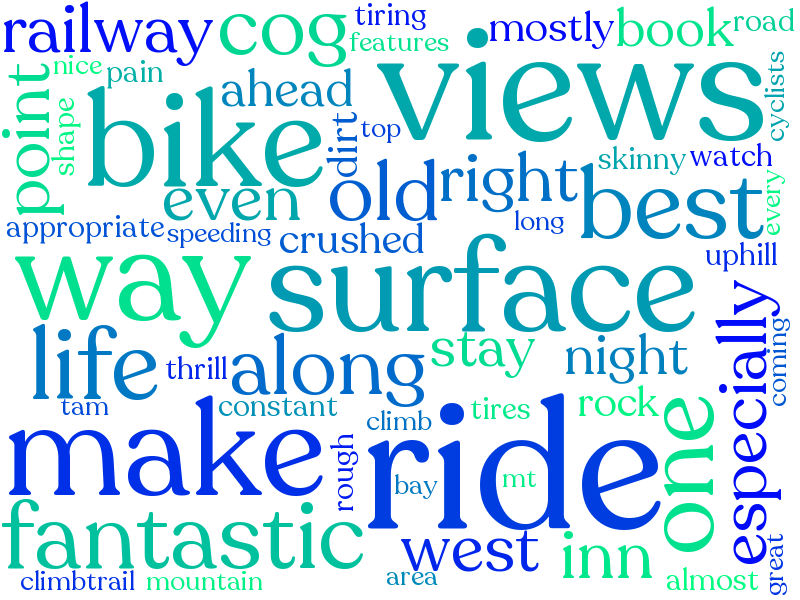 railway cog tiring mostly book road
features
nice pain ahead views cyclists
point shape bike dirt top
even old right skinny watch
best every
appropriate speeding crushed long
uphill
way surface
life thrill along stay night especially coming
tam constant climb tires rock
make rough ride one
bay mt
fantastic west inn
climbtrail mountain area almost great